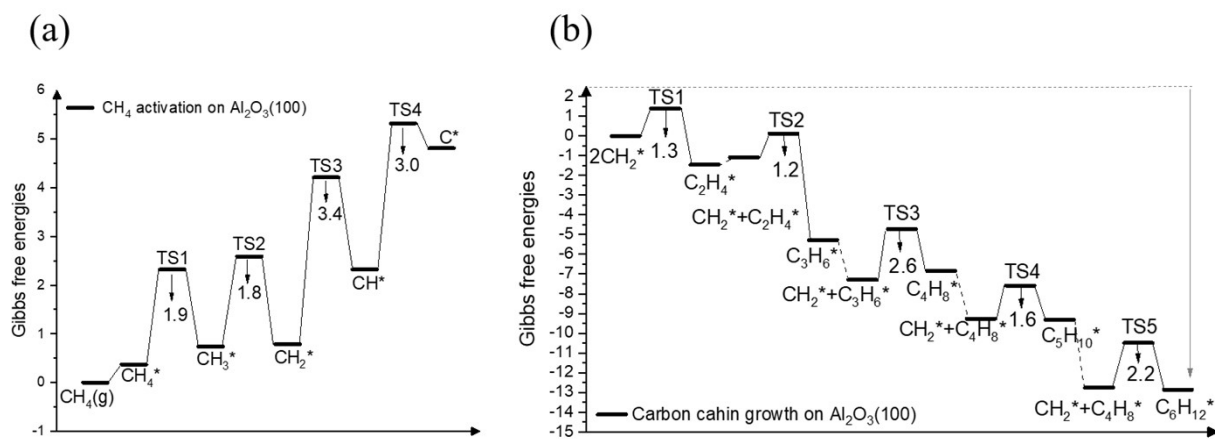 (a)
Gibbs free energies
6
5
4
3
2
1
0
-1
CH₄ activation on Al₂O₃(100)
CH₄(g)
CH₄*
TS1
1.9
CH₃*
TS2
1.8
CH₂*
TS3
3.4
CH*
TS4
3.0
C*
(b)
Gibbs free energies
2
1
0
-1
-2
-3
-4
-5
-6
-7
-8
-9
-10
-11
-12
-13
-14
-15
2CH₂*
TS1
1.3
C₂H₄*
CH₂*+C₂H₄*
TS2
1.2
C₃H₆*
CH₂*+C₃H₆*
TS3
2.6
C₄H₈*
CH₂*+C₄H₈*
TS4
1.6
C₅H₁₀*
CH₂*+C₄H₈*
TS5
2.2
C₆H₁₂*
Carbon cahin growth on Al₂O₃(100)